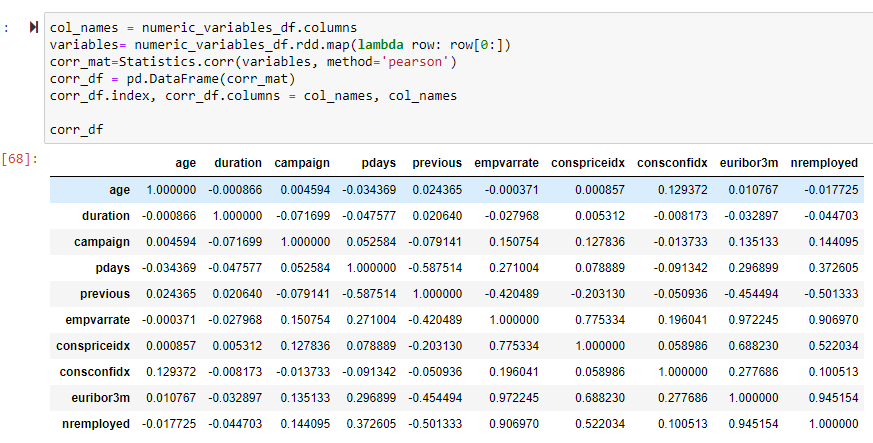 : col_names = numeric_variables_df.columns
variables= numeric_variables_df.rdd.map(lambda row: row[0:])
corr_mat=Statistics.corr(variables, method='pearson')
corr_df = pd.DataFrame(corr_mat)
corr_df.index, corr_df.columns = col_names, col_names
corr_df
[68]:
age duration campaign pdays previous empvarrate conspriceidx consconfidx euribor3m nremployed
age 1.000000 -0.000866 0.004594 -0.034369 0.024365 -0.000371 0.000857 0.129372 0.010767 -0.017725
duration -0.000866 1.000000 -0.071699 -0.047577 0.020640 -0.027968 0.005312 -0.008173 -0.032897 -0.044703
campaign 0.004594 -0.071699 1.000000 0.052584 -0.079141 0.150754 0.127836 -0.013733 0.135133 0.144095
pdays -0.034369 -0.047577 0.052584 1.000000 -0.587514 0.271004 0.078889 -0.091342 0.296899 0.372605
previous 0.024365 0.020640 -0.079141 -0.587514 1.000000 -0.420489 -0.203130 -0.050936 -0.454494 -0.501333
empvarrate -0.000371 -0.027968 0.150754 0.271004 -0.420489 1.000000 0.775334 0.196041 0.972245 0.906970
conspriceidx 0.000857 0.005312 0.127836 0.078889 -0.203130 0.775334 1.000000 0.058986 0.688230 0.522034
consconfidx 0.129372 -0.008173 -0.013733 -0.091342 -0.050936 0.196041 0.058986 1.000000 0.277686 0.100513
euribor3m 0.010767 -0.032897 0.135133 0.296899 -0.454494 0.972245 0.688230 0.277686 1.000000 0.945154
nremployed -0.017725 -0.044703 0.144095 0.372605 -0.501333 0.906970 0.522034 0.100513 0.945154 1.000000